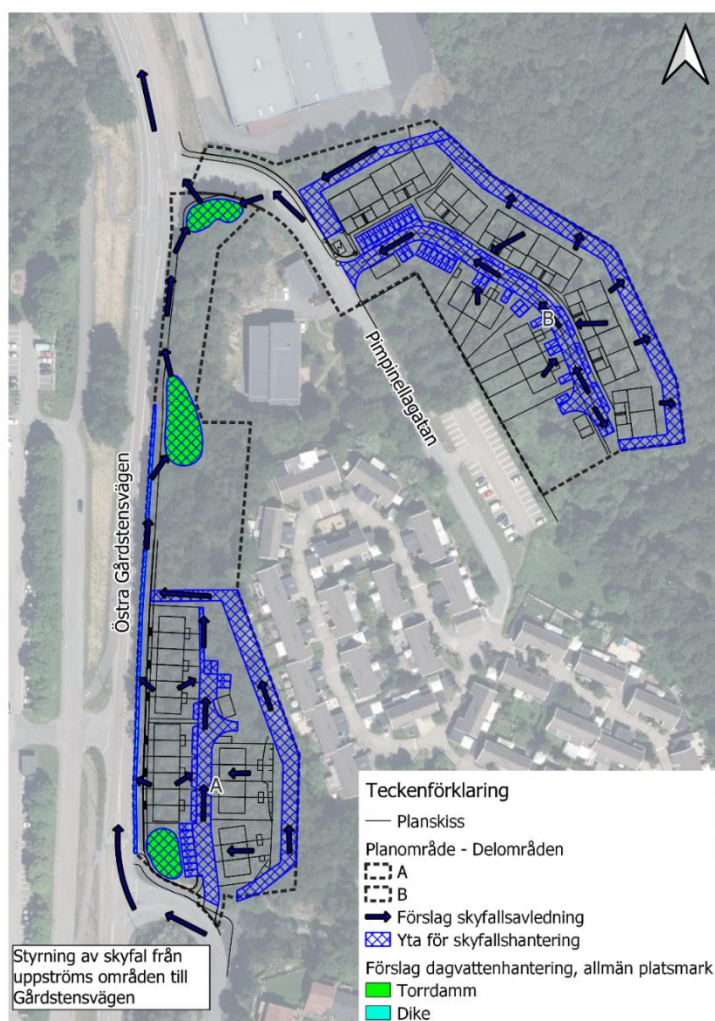 Pimpinellagatan
B
Östra Gårdstensvägen
A
Styrning av skyfal från
uppströms områden till
Gårdstensvägen
Teckenförklaring
Planskiss
Planområde - Delområden
A
B
Förslag skyfallsavledning
Yta för skyfallshantering
Förslag dagvattenhantering, allmän platsmark
Torrdamm
Dike